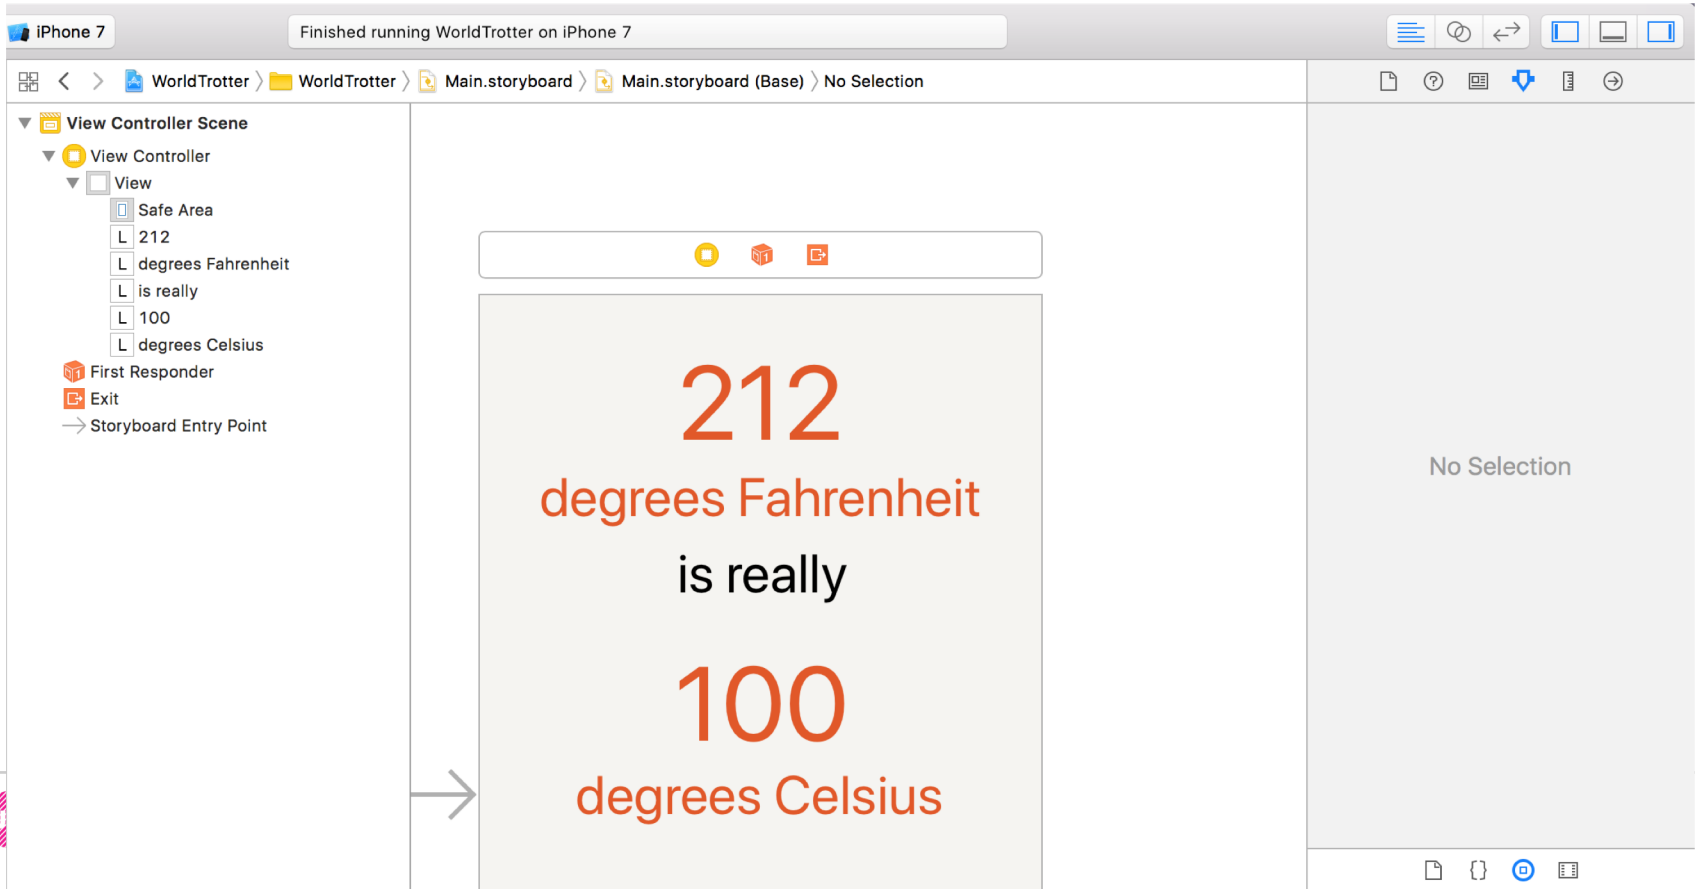 iPhone 7
Finished running WorldTrotter on iPhone 7
WorldTrotter
WorldTrotter
Main.storyboard
Main.storyboard (Base)
No Selection
View Controller Scene
View Controller
View
Safe Area
L 212
L degrees Fahrenheit
L is really
L 100
L degrees Celsius
First Responder
Exit
Storyboard Entry Point
212
degrees Fahrenheit
is really
100
degrees Celsius
No Selection